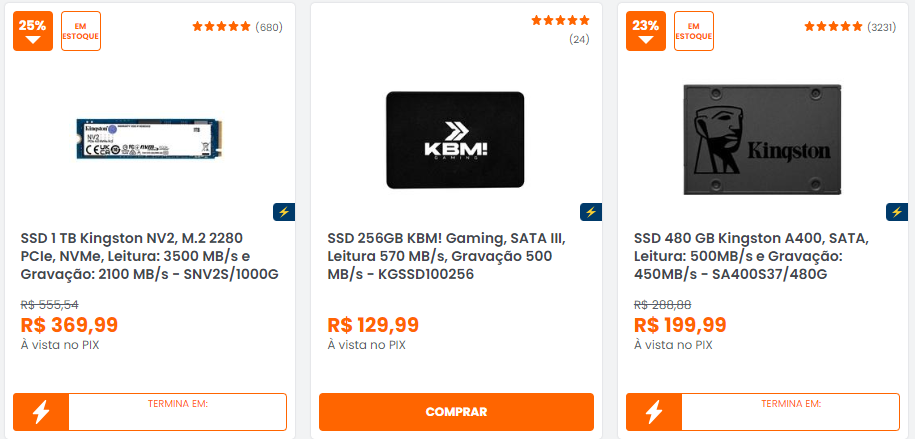 25%
EM
ESTOQUE
(680)
Kingston
NV2
1TB
SSD 1 TB Kingston NV2, M.2 2280
PCIe, NVMe, Leitura: 3500 MB/s e
Gravação: 2100 MB/s - SNV2S/1000G
R$ 555,54
R$ 369,99
À vista no PIX
TERMINA EM:
(24)
KBM!
GAMING
SSD 256GB KBM! Gaming, SATA III,
Leitura 570 MB/s, Gravação 500
MB/s - KGSSD100256
R$ 129,99
À vista no PIX
COMPRAR
23%
EM
ESTOQUE
(3231)
Kingston
SSD 480 GB Kingston A400, SATA,
Leitura: 500MB/s e Gravação:
450MB/s - SA400S37/480G
R$ 288,88
R$ 199,99
À vista no PIX
TERMINA EM: